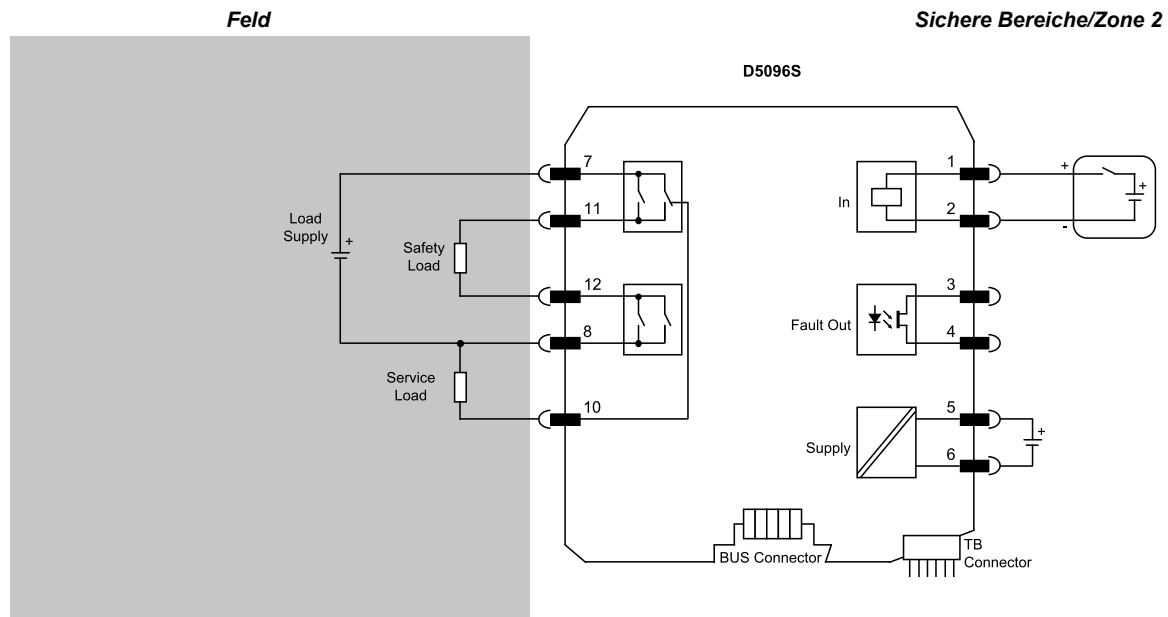 Feld
Sichere Bereiche/Zone 2
D5096S
7
1
+
+
11
In
2
-
Load
Supply
+
Safety
Load
12
3
Fault Out
8
4
Service
Load
10
5
+
Supply
6
BUS Connector
TB
Connector